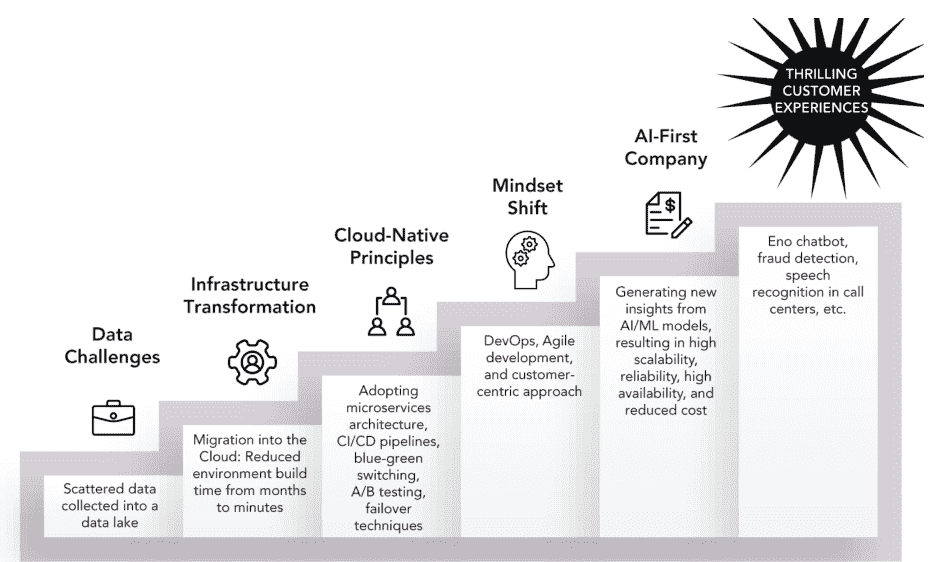 THRILLING
CUSTOMER
EXPERIENCES
AI-First
Company
Mindset
Shift
Cloud-Native
Principles
Infrastructure
Transformation
Data
Challenges
$
Scattered data
collected into a
data lake
Migration into the
Cloud: Reduced
environment build
time from months
to minutes
Adopting
microservices
architecture,
CI/CD pipelines,
blue-green
switching,
A/B testing,
failover
techniques
DevOps, Agile
development,
and customer-
centric approach
Generating new
insights from
AI/ML models,
resulting in high
scalability,
reliability, high
availability, and
reduced cost
Eno chatbot,
fraud detection,
speech
recognition in call
centers, etc.